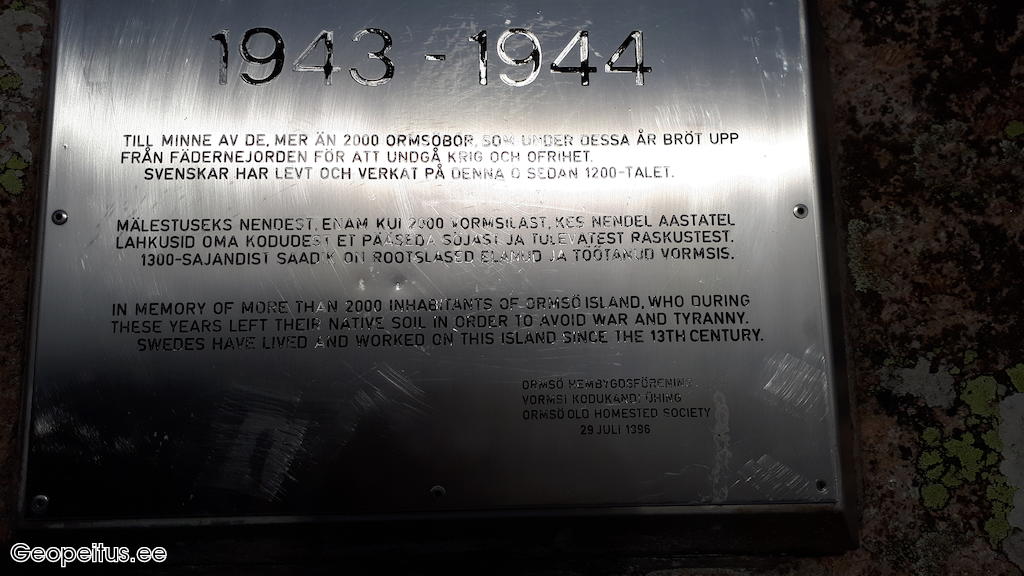 1943 - 1944
TILL MINNE AV DE, MER ÄN 2000 ORMSÖBOR, SOM UNDER DESSA ÅR BRÖT UPP
FRÅN FÄDERNEJORDEN FÖR ATT UNDGÅ KRIG OCH OFRIHET.
SVENSKAR HAR LEVT OCH VERKAT PÅ DENNA Ö SEDAN 1200-TALET.
MÄLESTUSEKS NENDEST, ENAM KUI 2000 VORMSILAST, KES NENDEL AASTATEL
LAHKUSID OMA KODUDEST ET PÄÄSEDA SÕJAST JA TULEVATEST RASKUSTEST.
1300-SAJANDIST SAADIK ON ROOTSLASED ELANUD JA TÖÖTANUD VORMSIS.
IN MEMORY OF MORE THAN 2000 INHABITANTS OF ORMSÖ ISLAND, WHO DURING
THESE YEARS LEFT THEIR NATIVE SOIL IN ORDER TO AVOID WAR AND TYRANNY.
SWEDES HAVE LIVED AND WORKED ON THIS ISLAND SINCE THE 13TH CENTURY.
ORMSÖ HEMBYGDSFÖRENING
VORMSI KODUKANDI ÜHING
ORMSÖ OLD HOMESTED SOCIETY
29 JULI 1996
Geopeitus.ee